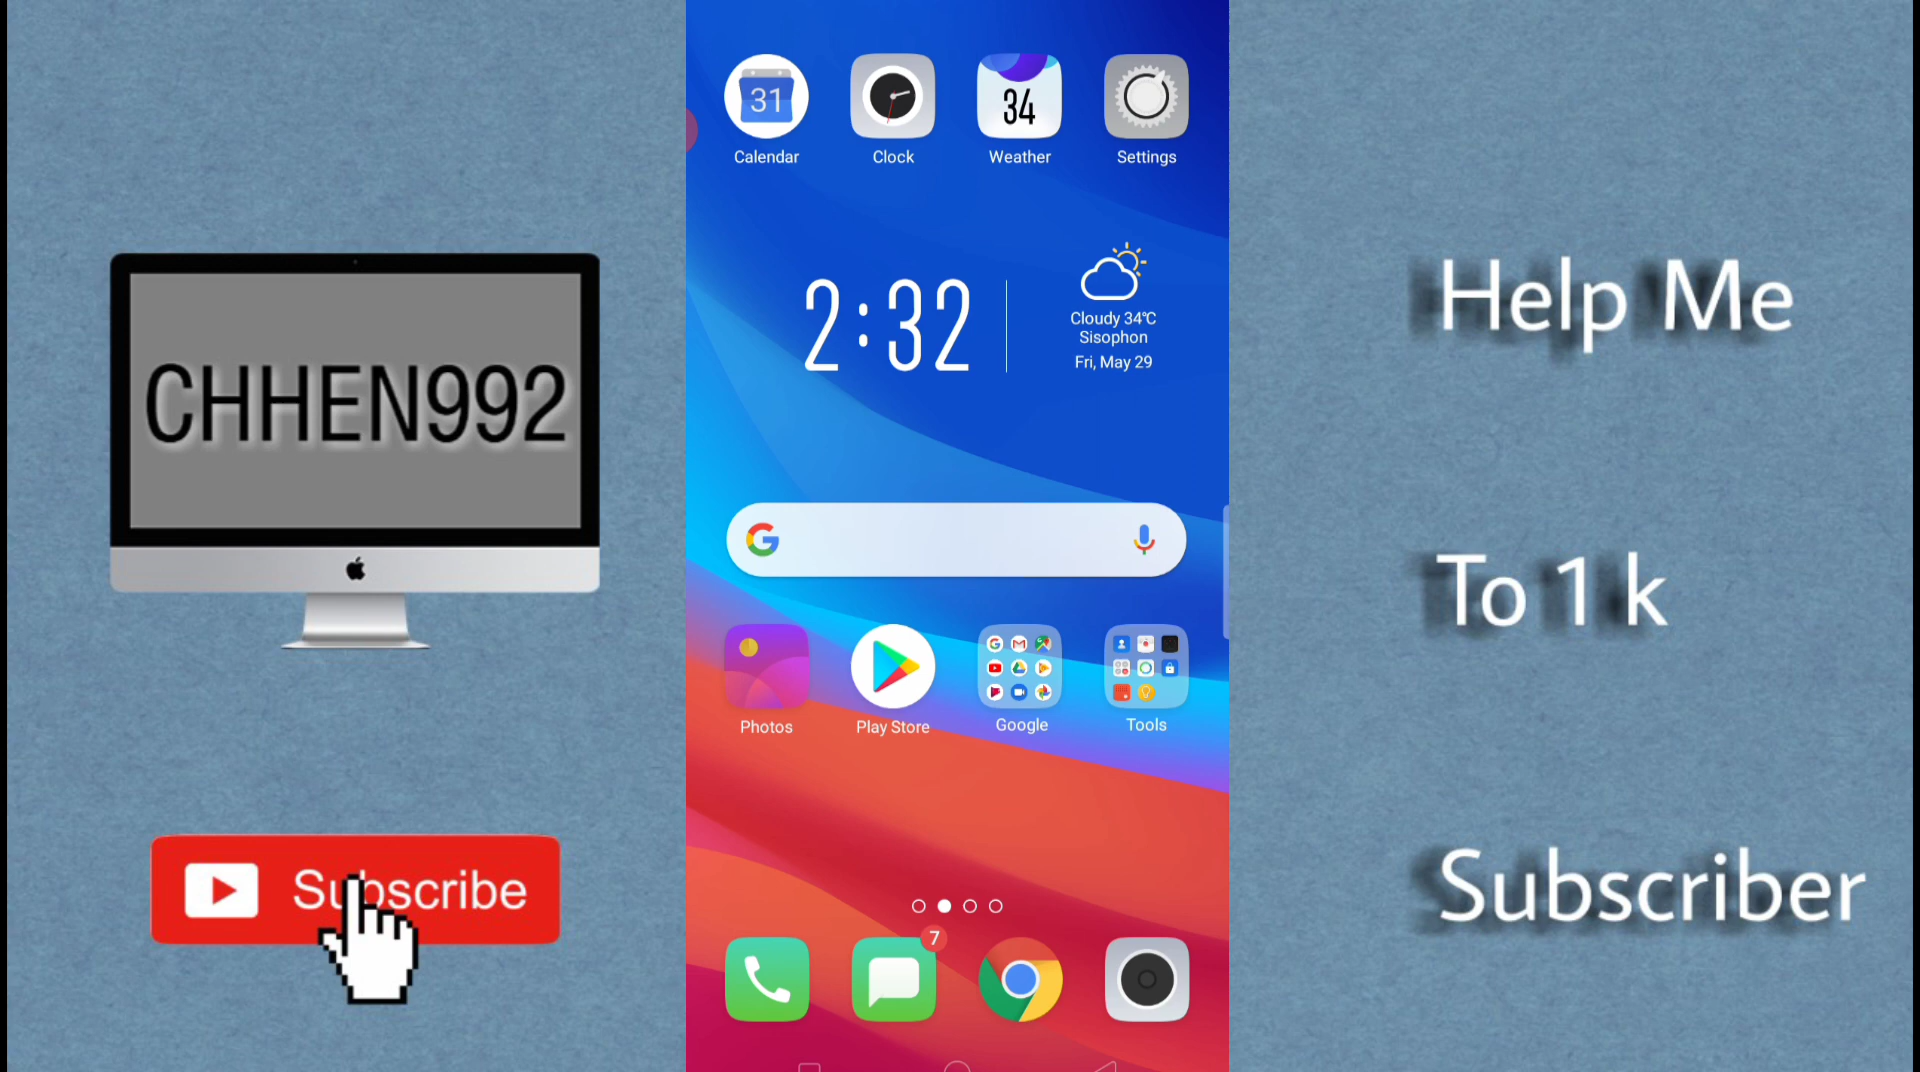 CHHEN992
Subscribe
31
34
Calendar
Clock
Weather
Settings
2:32
Cloudy 34℃
Sisophon
Fri, May 29
Photos
Play Store
Google
Tools
7
Help Me
To 1 k
Subscriber